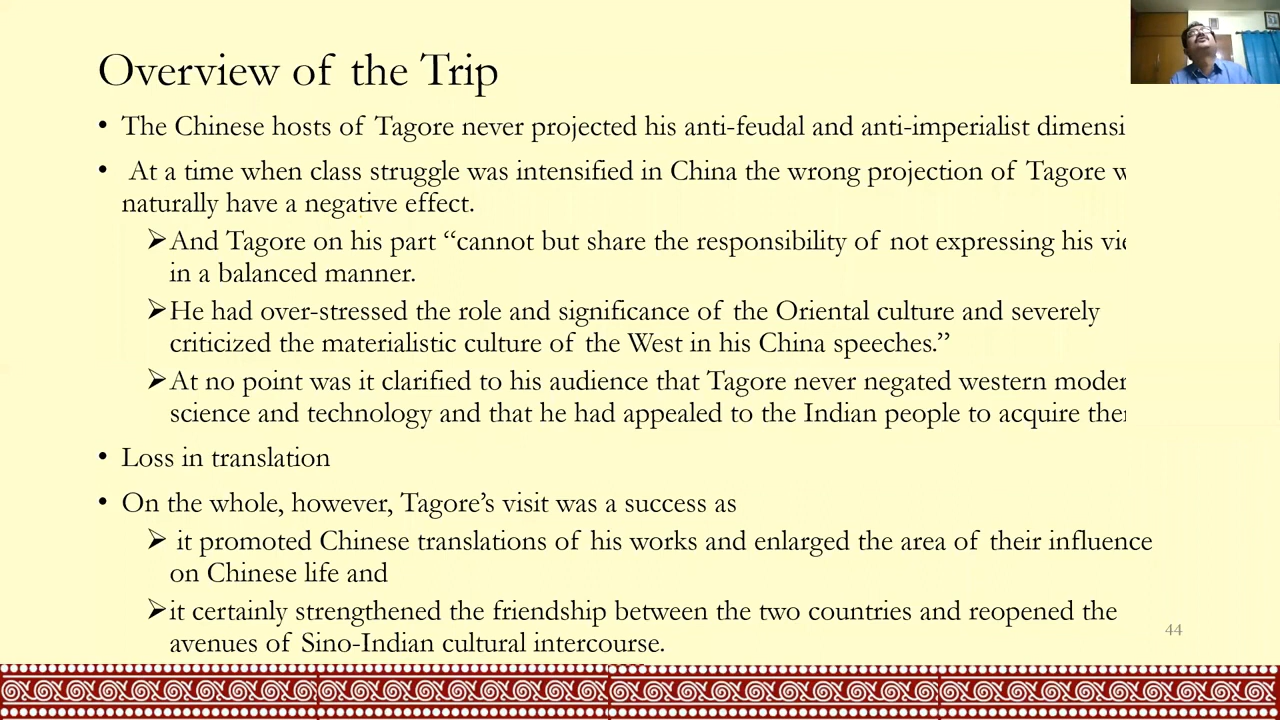 Overview of the Trip
• The Chinese hosts of Tagore never projected his anti-feudal and anti-imperialist dimensi
• At a time when class struggle was intensified in China the wrong projection of Tagore w
naturally have a negative effect.
➢And Tagore on his part “cannot but share the responsibility of not expressing his vie
in a balanced manner.
➢He had over-stressed the role and significance of the Oriental culture and severely
criticized the materialistic culture of the West in his China speeches.”
➢At no point was it clarified to his audience that Tagore never negated western moder
science and technology and that he had appealed to the Indian people to acquire the
• Loss in translation
• On the whole, however, Tagore’s visit was a success as
➢ it promoted Chinese translations of his works and enlarged the area of their influence
on Chinese life and
➢it certainly strengthened the friendship between the two countries and reopened the
avenues of Sino-Indian cultural intercourse.
44